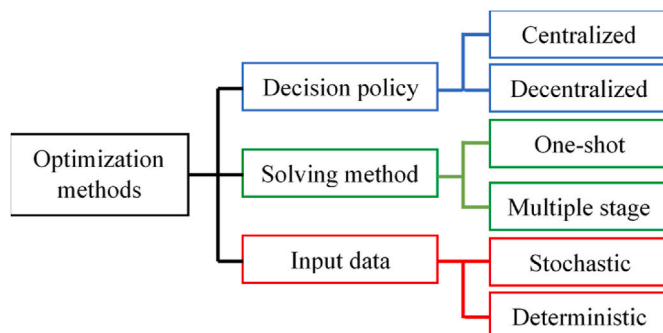 Optimization
methods
Decision policy
Centralized
Decentralized
Solving method
One-shot
Multiple stage
Input data
Stochastic
Deterministic